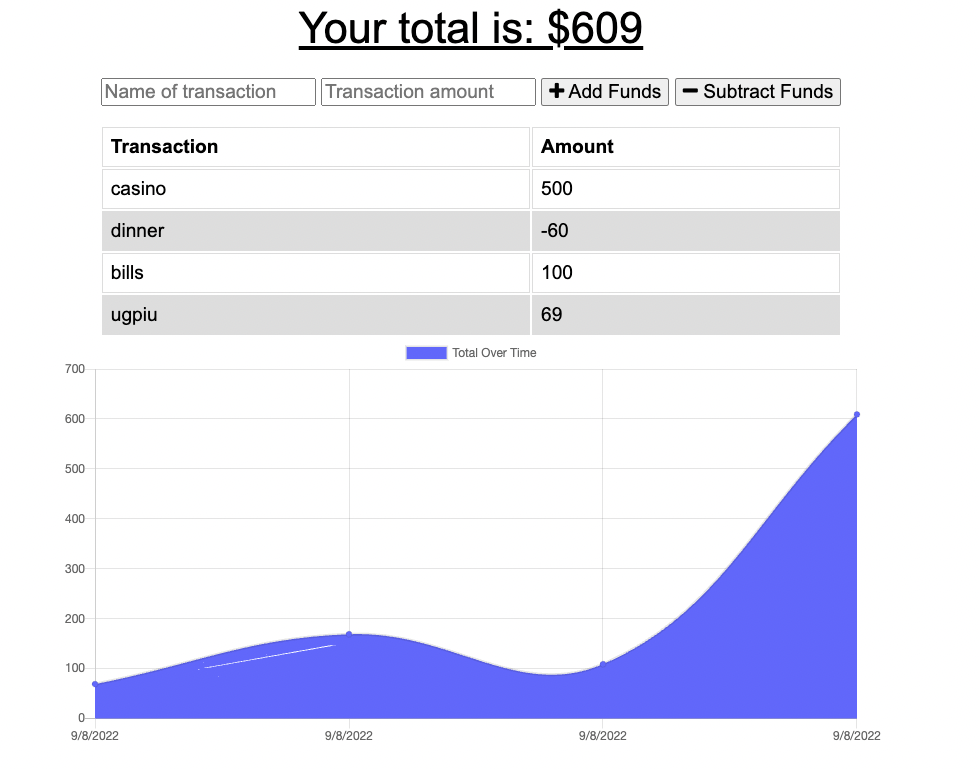 Your total is: $609
Name of transaction Transaction amount Add Funds Subtract Funds
Transaction Amount
casino 500
dinner -60
bills 100
ugpiu 69
Total Over Time
700
600
500
400
300
200
100
0
9/8/2022 9/8/2022 9/8/2022 9/8/2022